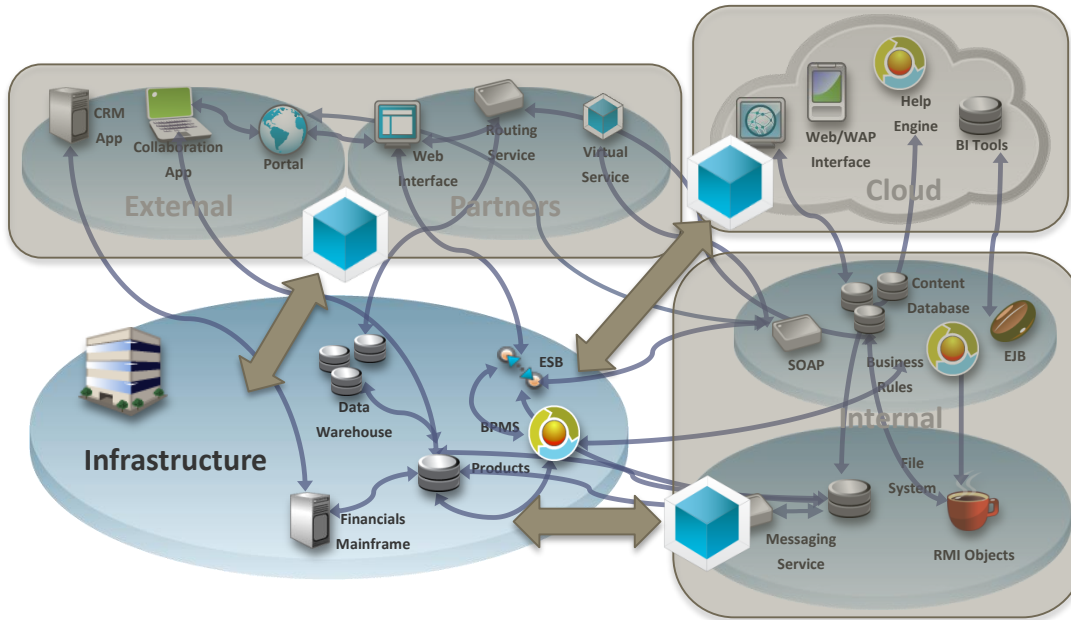 CRM
App
Collaboration
App
Portal
External
Web
Interface
Routing
Service
Virtual
Service
Partners
Web/WAP
Interface
Help
Engine
BI Tools
Cloud
Infrastructure
Data
Warehouse
ESB
BPMS
Products
Financials
Mainframe
SOAP
Content
Database
Business
Rules
EJB
Internal
File
System
Messaging
Service
RMI Objects